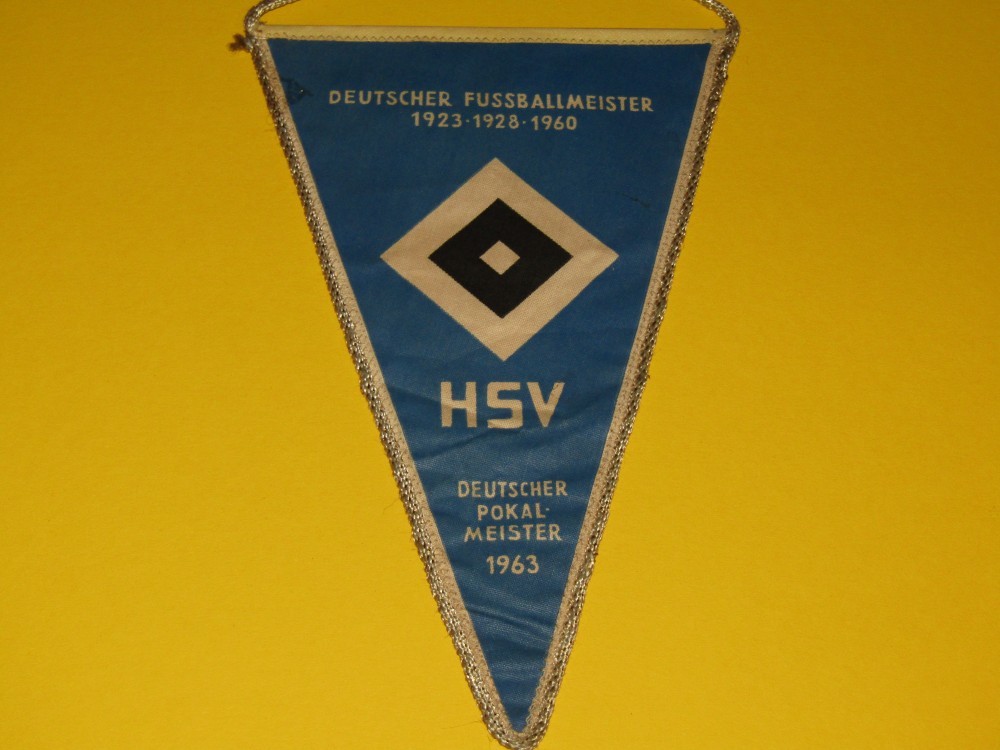 DEUTSCHER FUSSBALLMEISTER
1923·1928·1960
HSV
DEUTSCHER
POKAL-
MEISTER
1963